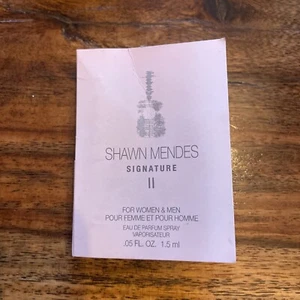 SHAWN MENDES
SIGNATURE
II
FOR WOMEN & MEN
POUR FEMME ET POUR HOMME
EAU DE PARFUM SPRAY
VAPORISATEUR
.05 FL. OZ. 1.5 ml